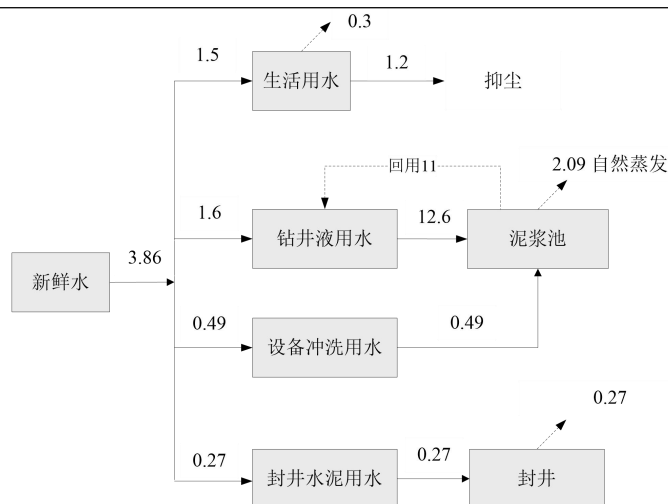 0.3
1.5
生活用水
1.2
抑尘
回用11
2.09 自然蒸发
1.6
钻井液用水
12.6
泥浆池
新鲜水
3.86
0.49
设备冲洗用水
0.49
0.27
0.27
封井水泥用水
0.27
封井